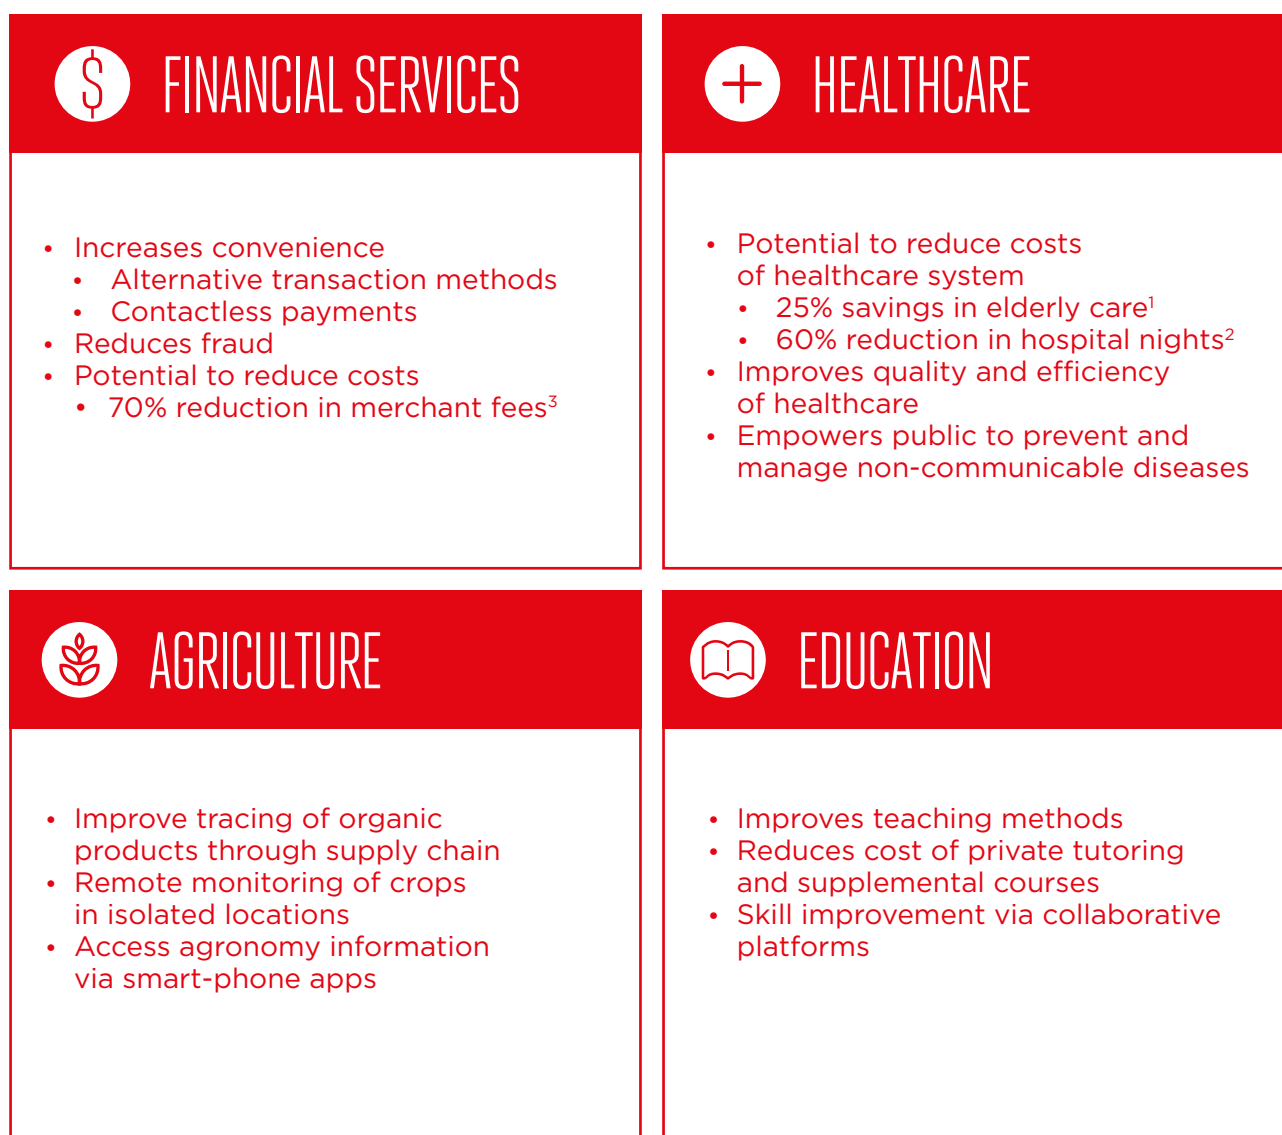 FINANCIAL SERVICES
• Increases convenience
• Alternative transaction methods
• Contactless payments
• Reduces fraud
• Potential to reduce costs
• 70% reduction in merchant fees³
HEALTHCARE
• Potential to reduce costs
of healthcare system
• 25% savings in elderly care¹
• 60% reduction in hospital nights²
• Improves quality and efficiency
of healthcare
• Empowers public to prevent and
manage non-communicable diseases
AGRICULTURE
• Improve tracing of organic
products through supply chain
• Remote monitoring of crops
in isolated locations
• Access agronomy information
via smart-phone apps
EDUCATION
• Improves teaching methods
• Reduces cost of private tutoring
and supplemental courses
• Skill improvement via collaborative
platforms